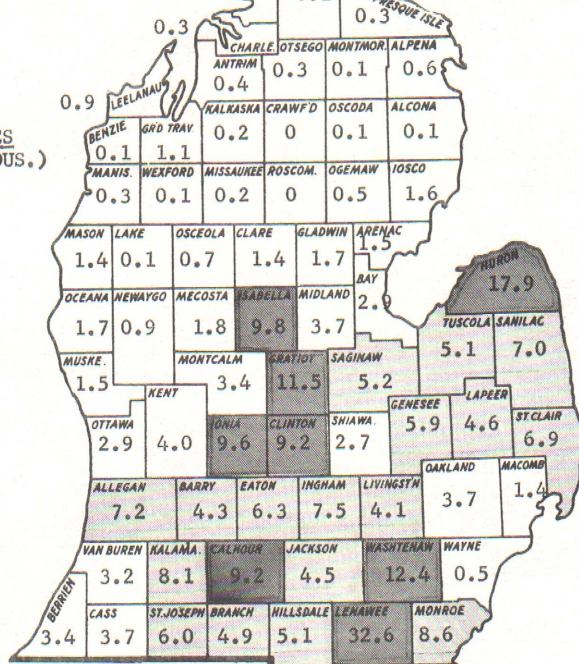 0.3
PRESQUE ISLE
0.3
CHARLE. OTSEGO MONTMOR. ALPENA
ANTRIM
0.4 0.3 0.1 0.6
0.9 LEELANAU
KALKASKA CRAWF'D OSCODA ALCONA
0.2 0 0.1 0.1
BENZIE GR'D TRAV.
0.1 1.1
MANIS. WEXFORD MISSAUKEE ROSCOM. OGEMAW IOSCO
0.3 0.1 0.2 0 0.5 1.6
MASON LAKE OSCEOLA CLARE GLADWIN ARENAC
1.4 0.1 0.7 1.4 1.7 1.5
HURON
17.9
BAY
2.9
OCEANA NEWAYGO MECOSTA ISABELLA MIDLAND
1.7 0.9 1.8 9.8 3.7
TUSCOLA SANILAC
5.1 7.0
MUSKE. MONTCALM GRATIOT SAGINAW
1.5 3.4 11.5 5.2
KENT
4.0
GENESEE LAPEER ST.CLAIR
5.9 4.6 6.9
OTTAWA IONIA CLINTON SHIAWA.
2.9 9.6 9.2 2.7
OAKLAND MACOMB
3.7 1.4
ALLEGAN BARRY EATON INGHAM LIVINGST'N
7.2 4.3 6.3 7.5 4.1
VAN BUREN KALAMA. CALHOUN JACKSON WASHTENAW WAYNE
3.2 8.1 9.2 4.5 12.4 0.5
BERRIEN CASS ST.JOSEPH BRANCH HILLSDALE LENAWEE MONROE
3.4 3.7 6.0 4.9 5.1 32.6 8.6